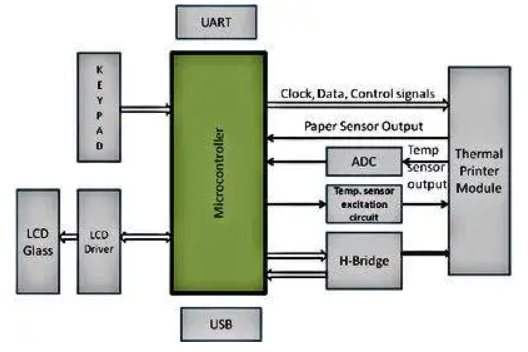 UART
K
E
Y
P
A
D
Microcontroller
Clock, Data, Control signals
Paper Sensor Output
ADC
Temp
sensor
output
Thermal
Printer
Module
Temp. sensor
excitation
circuit
LCD
Glass
LCD
Driver
H-Bridge
USB